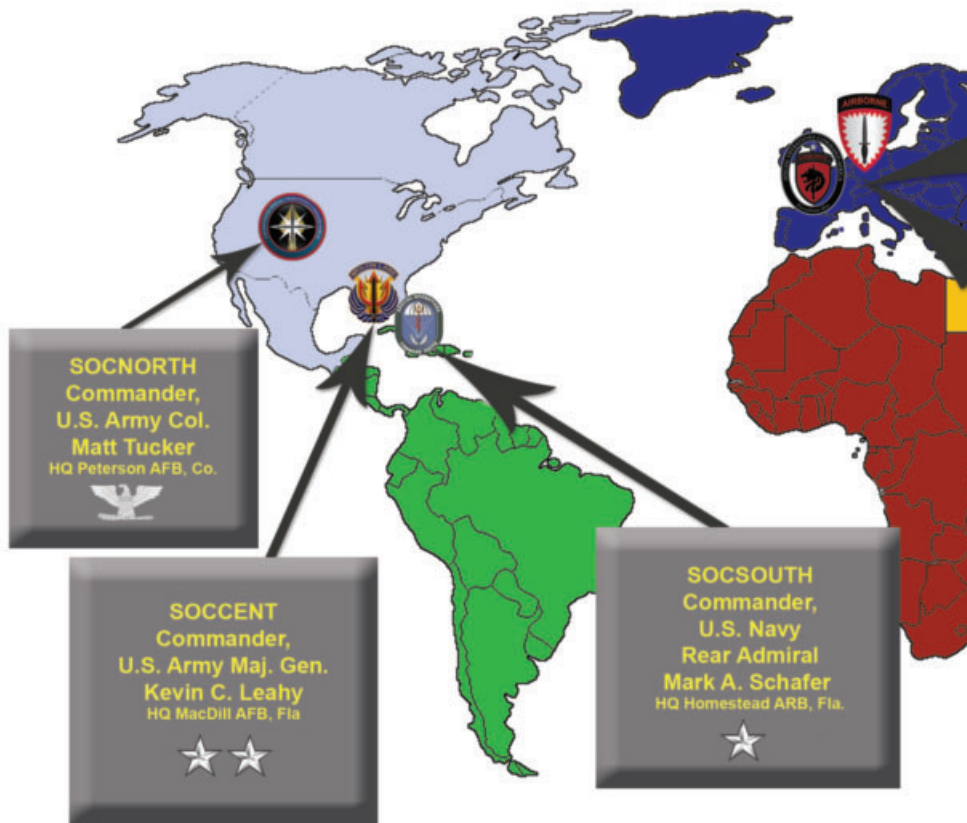 AIRBORNE
SOCNORTH
Commander,
U.S. Army Col.
Matt Tucker
HQ Peterson AFB, Co.
SOCCENT
Commander,
U.S. Army Maj. Gen.
Kevin C. Leahy
HQ MacDill AFB, Fla
SOCSOUTH
Commander,
U.S. Navy
Rear Admiral
Mark A. Schafer
HQ Homestead ARB, Fla.